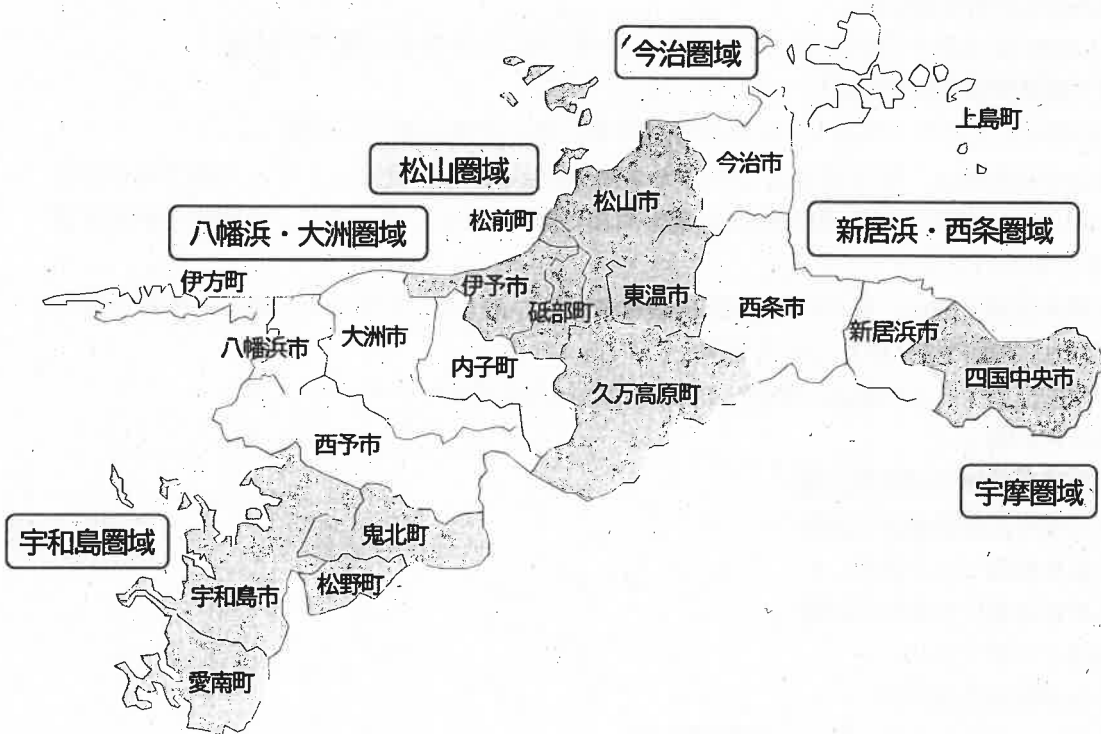 今治圏域
上島町
今治市
松山圏域
松山市
松前町
八幡浜・大洲圏域
新居浜・西条圏域
伊方町
伊予市
砥部町
東温市
西条市
大洲市
八幡浜市
新居浜市
内子町
久万高原町
四国中央市
西予市
宇摩圏域
宇和島圏域
鬼北町
松野町
宇和島市
愛南町